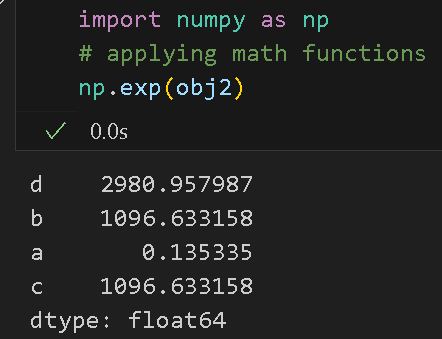 import numpy as np
# applying math functions
np.exp(obj2)
✓ 0.0s
d 2980.957987
b 1096.633158
a 0.135335
c 1096.633158
dtype: float64